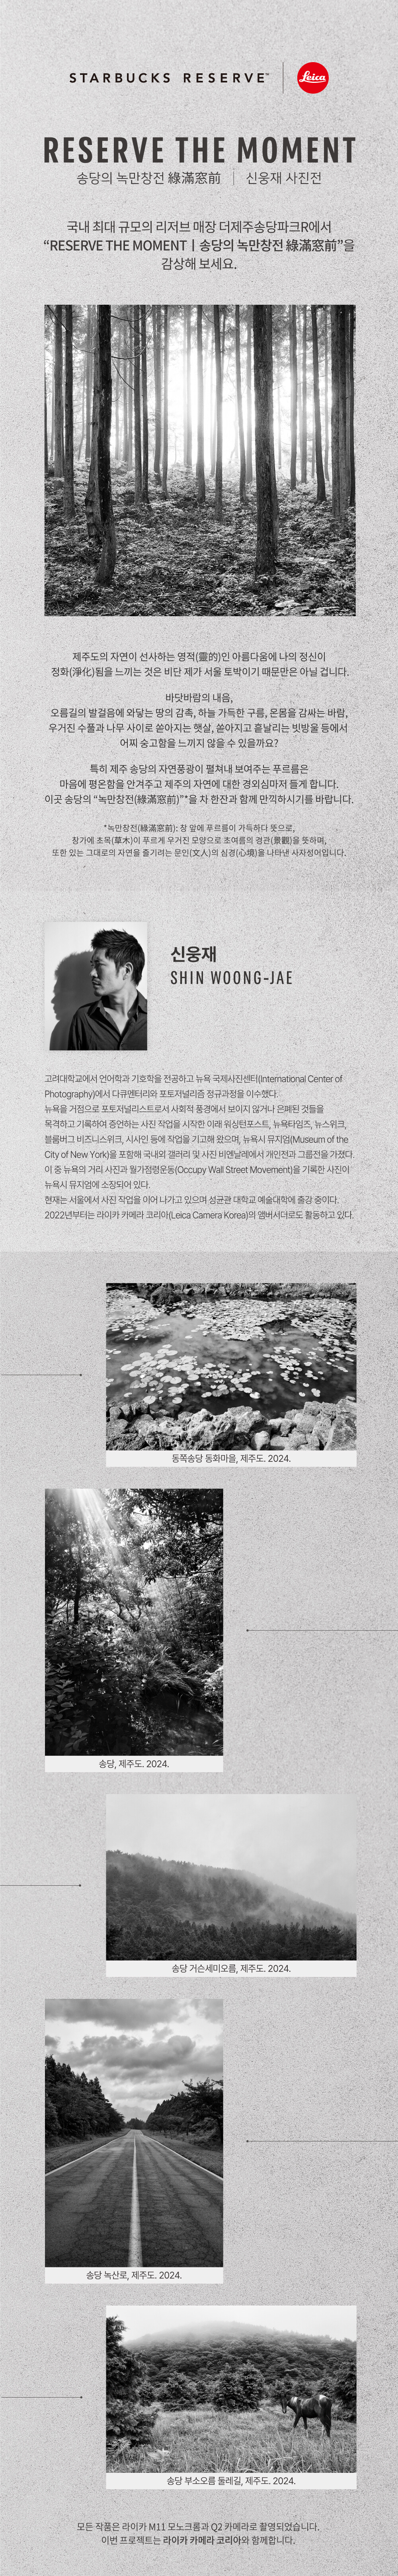 STARBUCKS RESERVE™ | Leica
RESERVE THE MOMENT
송당의 녹만창전 綠滿窓前 | 신웅재 사진전
국내 최대 규모의 리저브 매장 더제주송당파크R에서
“RESERVE THE MOMENT | 송당의 녹만창전 綠滿窓前”을
감상해 보세요.
제주도의 자연이 선사하는 영적(靈的)인 아름다움에 나의 정신이
정화(淨化)됨을 느끼는 것은 비단 제가 서울 토박이기 때문만은 아닐 겁니다.
바닷바람의 내음,
오름길의 발걸음에 와닿는 땅의 감촉, 하늘 가득한 구름, 온몸을 감싸는 바람,
우거진 수풀과 나무 사이로 쏟아지는 햇살, 쏟아지고 흩날리는 빗방울 등에서
어찌 숭고함을 느끼지 않을 수 있을까요?
특히 제주 송당의 자연풍광이 펼쳐내 보여주는 푸르름은
마음에 평온함을 안겨주고 제주의 자연에 대한 경외심마저 들게 합니다.
이곳 송당의 “녹만창전(綠滿窓前)”*을 차 한잔과 함께 만끽하시기를 바랍니다.
*녹만창전(綠滿窓前): 창 앞에 푸르름이 가득하다 뜻으로,
창가에 초목(草木)이 푸르게 우거진 모양으로 초여름의 경관(景觀)을 뜻하며,
또한 있는 그대로의 자연을 즐기려는 문인(文人)의 심경(心境)을 나타낸 사자성어입니다.
신웅재
SHIN WOONG-JAE
고려대학교에서 언어학과 기호학을 전공하고 뉴욕 국제사진센터(International Center of
Photography)에서 다큐멘터리와 포토저널리즘 정규과정을 이수했다.
뉴욕을 거점으로 포토저널리스트로서 사회적 풍경에서 보이지 않거나 은폐된 것들을
목격하고 기록하여 증언하는 사진 작업을 시작한 이래 워싱턴포스트, 뉴욕타임즈, 뉴스위크,
블룸버그 비즈니스위크, 시사인 등에 작업을 기고해 왔으며, 뉴욕시 뮤지엄(Museum of the
City of New York)을 포함해 국내외 갤러리 및 사진 비엔날레에서 개인전과 그룹전을 가졌다.
이 중 뉴욕의 거리 사진과 월가점령운동(Occupy Wall Street Movement)을 기록한 사진이
뉴욕시 뮤지엄에 소장되어 있다.
현재는 서울에서 사진 작업을 이어 나가고 있으며 성균관 대학교 예술대학에 출강 중이다.
2022년부터는 라이카 카메라 코리아(Leica Camera Korea)의 앰버서더로도 활동하고 있다.
동쪽송당 동화마을, 제주도. 2024.
송당, 제주도. 2024.
송당 거슨세미오름, 제주도. 2024.
송당 녹산로, 제주도. 2024.
송당 부소오름 둘레길, 제주도. 2024.
모든 작품은 라이카 M11 모노크롬과 Q2 카메라로 촬영되었습니다.
이번 프로젝트는 라이카 카메라 코리아와 함께합니다.